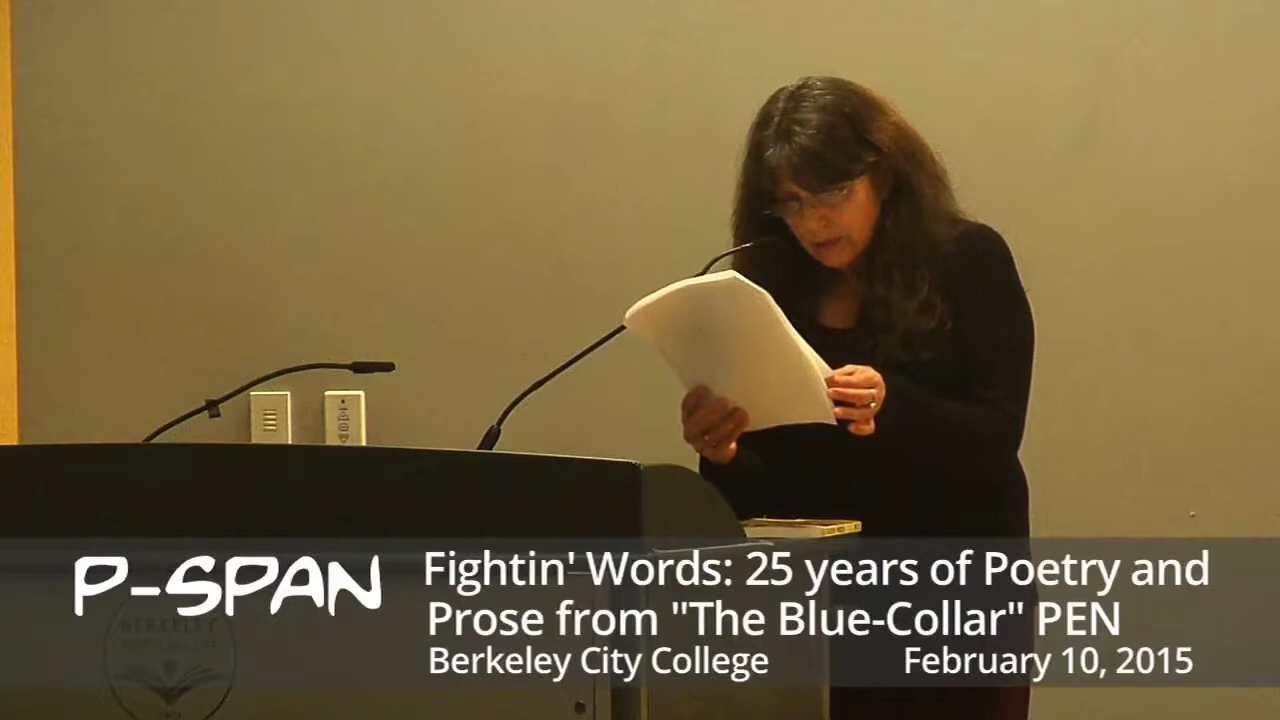 P-SPAN
Fightin' Words: 25 years of Poetry and
Prose from "The Blue-Collar" PEN
Berkeley City College
February 10, 2015
BERKELEY